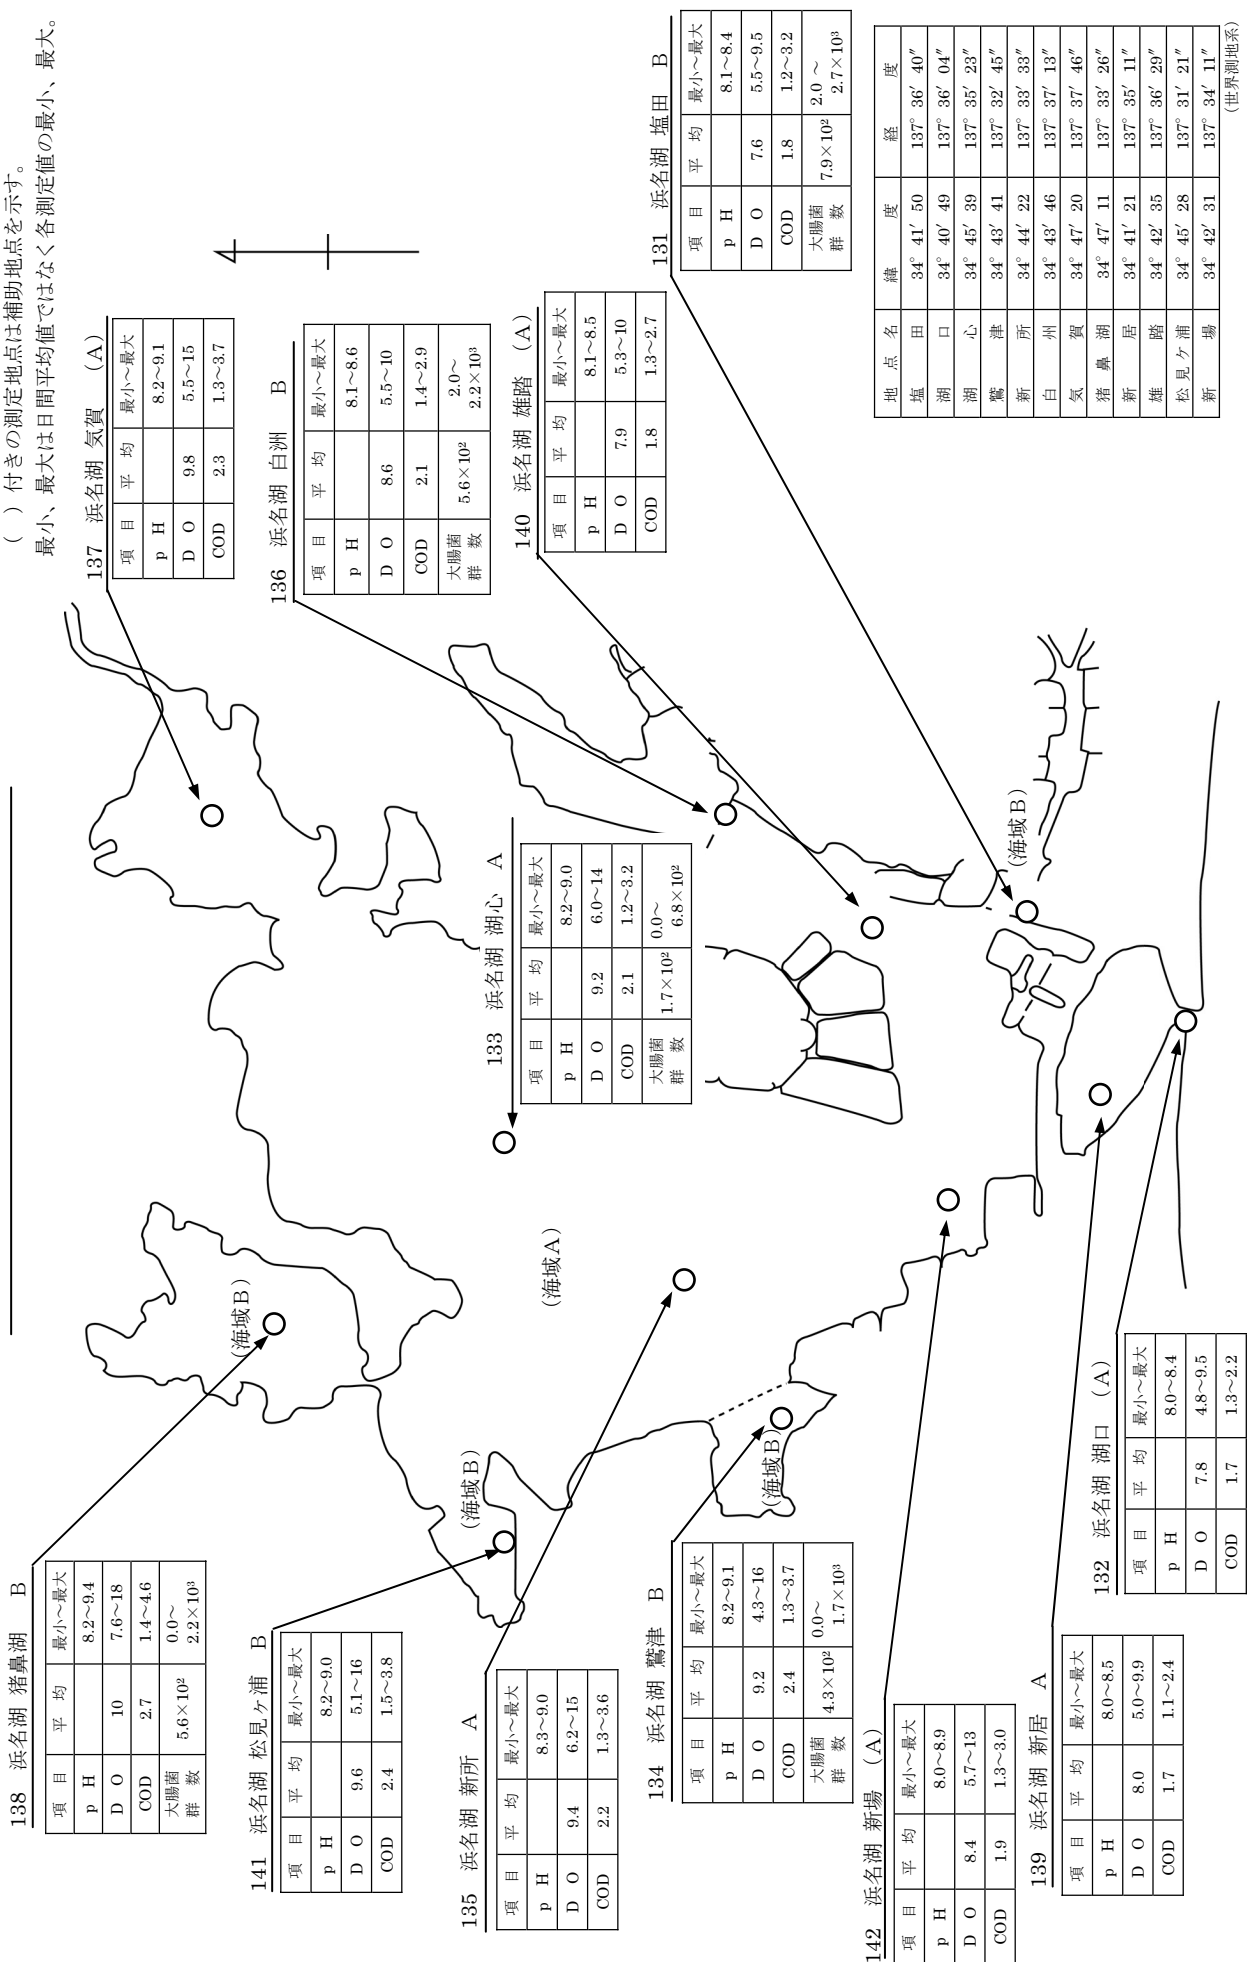 (　) 付きの測定地点は補助地点を示す。
最小、最大は日間平均値ではなく各測定値の最小、最大。
138 浜名湖 猪鼻湖 B
項 目 平 均 最小～最大
p H 8.2～9.4
D O 10 7.6～18
COD 2.7 1.4～4.6
大腸菌群 数 5.6×10² 0.0～
2.2×10³
141 浜名湖 松見ヶ浦 B
項 目 平 均 最小～最大
p H 8.2～9.0
D O 9.6 5.1～16
COD 2.4 1.5～3.8
135 浜名湖 新所 A
項 目 平 均 最小～最大
p H 8.3～9.0
D O 9.4 6.2～15
COD 2.2 1.3～3.6
134 浜名湖 鷲津 B
項 目 平 均 最小～最大
p H 8.2～9.1
D O 9.2 4.3～16
COD 2.4 1.3～3.7
大腸菌群 数 4.3×10² 0.0～
1.7×10³
142 浜名湖 新場 (A)
項 目 平 均 最小～最大
p H 8.0～8.9
D O 8.4 5.7～13
COD 1.9 1.3～3.0
139 浜名湖 新居 A
項 目 平 均 最小～最大
p H 8.0～8.5
D O 8.0 5.0～9.9
COD 1.7 1.1～2.4
132 浜名湖 湖口 (A)
項 目 平 均 最小～最大
p H 8.0～8.4
D O 7.8 4.8～9.5
COD 1.7 1.3～2.2
(海域B)
(海域B)
(海域A)
(海域B)
(海域B)
133 浜名湖 湖心 A
項 目 平 均 最小～最大
p H 8.2～9.0
D O 9.2 6.0～14
COD 2.1 1.2～3.2
大腸菌群 数 1.7×10² 0.0～
6.8×10²
137 浜名湖 気賀 (A)
項 目 平 均 最小～最大
p H 8.2～9.1
D O 9.8 5.5～15
COD 2.3 1.3～3.7
136 浜名湖 白洲 B
項 目 平 均 最小～最大
p H 8.1～8.6
D O 8.6 5.5～10
COD 2.1 1.4～2.9
大腸菌群 数 5.6×10² 2.0～
2.2×10³
140 浜名湖 雄踏 (A)
項 目 平 均 最小～最大
p H 8.1～8.5
D O 7.9 5.3～10
COD 1.8 1.3～2.7
131 浜名湖 塩田 B
項 目 平 均 最小～最大
p H 8.1～8.4
D O 7.6 5.5～9.5
COD 1.8 1.2～3.2
大腸菌群 数 7.9×10² 2.0 ～
2.7×10³
地 点 名 緯 度 経 度
塩 田 34° 41′ 50 137° 36′ 40″
湖 口 34° 40′ 49 137° 36′ 04″
湖 心 34° 45′ 39 137° 35′ 23″
鷲 津 34° 43′ 41 137° 32′ 45″
新 所 34° 44′ 22 137° 33′ 33″
白 州 34° 43′ 46 137° 37′ 13″
気 賀 34° 47′ 20 137° 37′ 46″
猪 鼻 湖 34° 47′ 11 137° 33′ 26″
新 居 34° 41′ 21 137° 35′ 11″
雄 踏 34° 42′ 35 137° 36′ 29″
松見ヶ浦 34° 45′ 28 137° 31′ 21″
新 場 34° 42′ 31 137° 34′ 11″
(世界測地系)